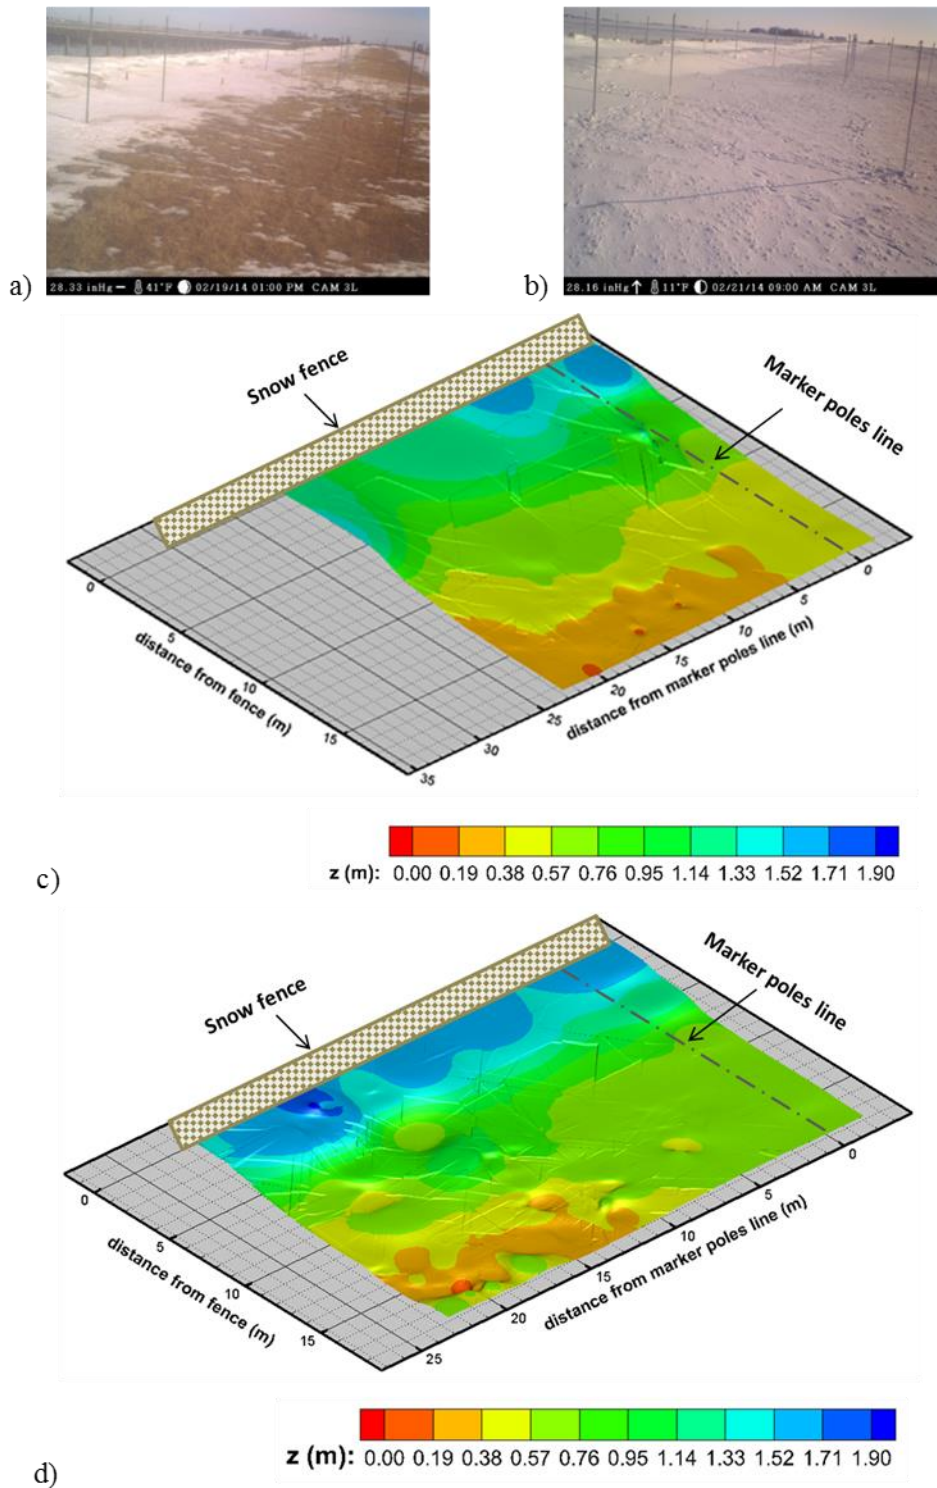 a)
28.33 inHg 41°F 02/19/14 01:00 PM CAM 3L
b)
28.16 inHg 11°F 02/21/14 09:00 AM CAM 3L
Snow fence
Marker poles line
0
5
10
15
distance from fence (m)
0
5
10
15
20
25
30
35
distance from marker poles line (m)
z (m): 0.00 0.19 0.38 0.57 0.76 0.95 1.14 1.33 1.52 1.71 1.90
c)
Snow fence
Marker poles line
0
5
10
15
distance from fence (m)
0
5
10
15
20
25
distance from marker poles line (m)
z (m): 0.00 0.19 0.38 0.57 0.76 0.95 1.14 1.33 1.52 1.71 1.90
d)